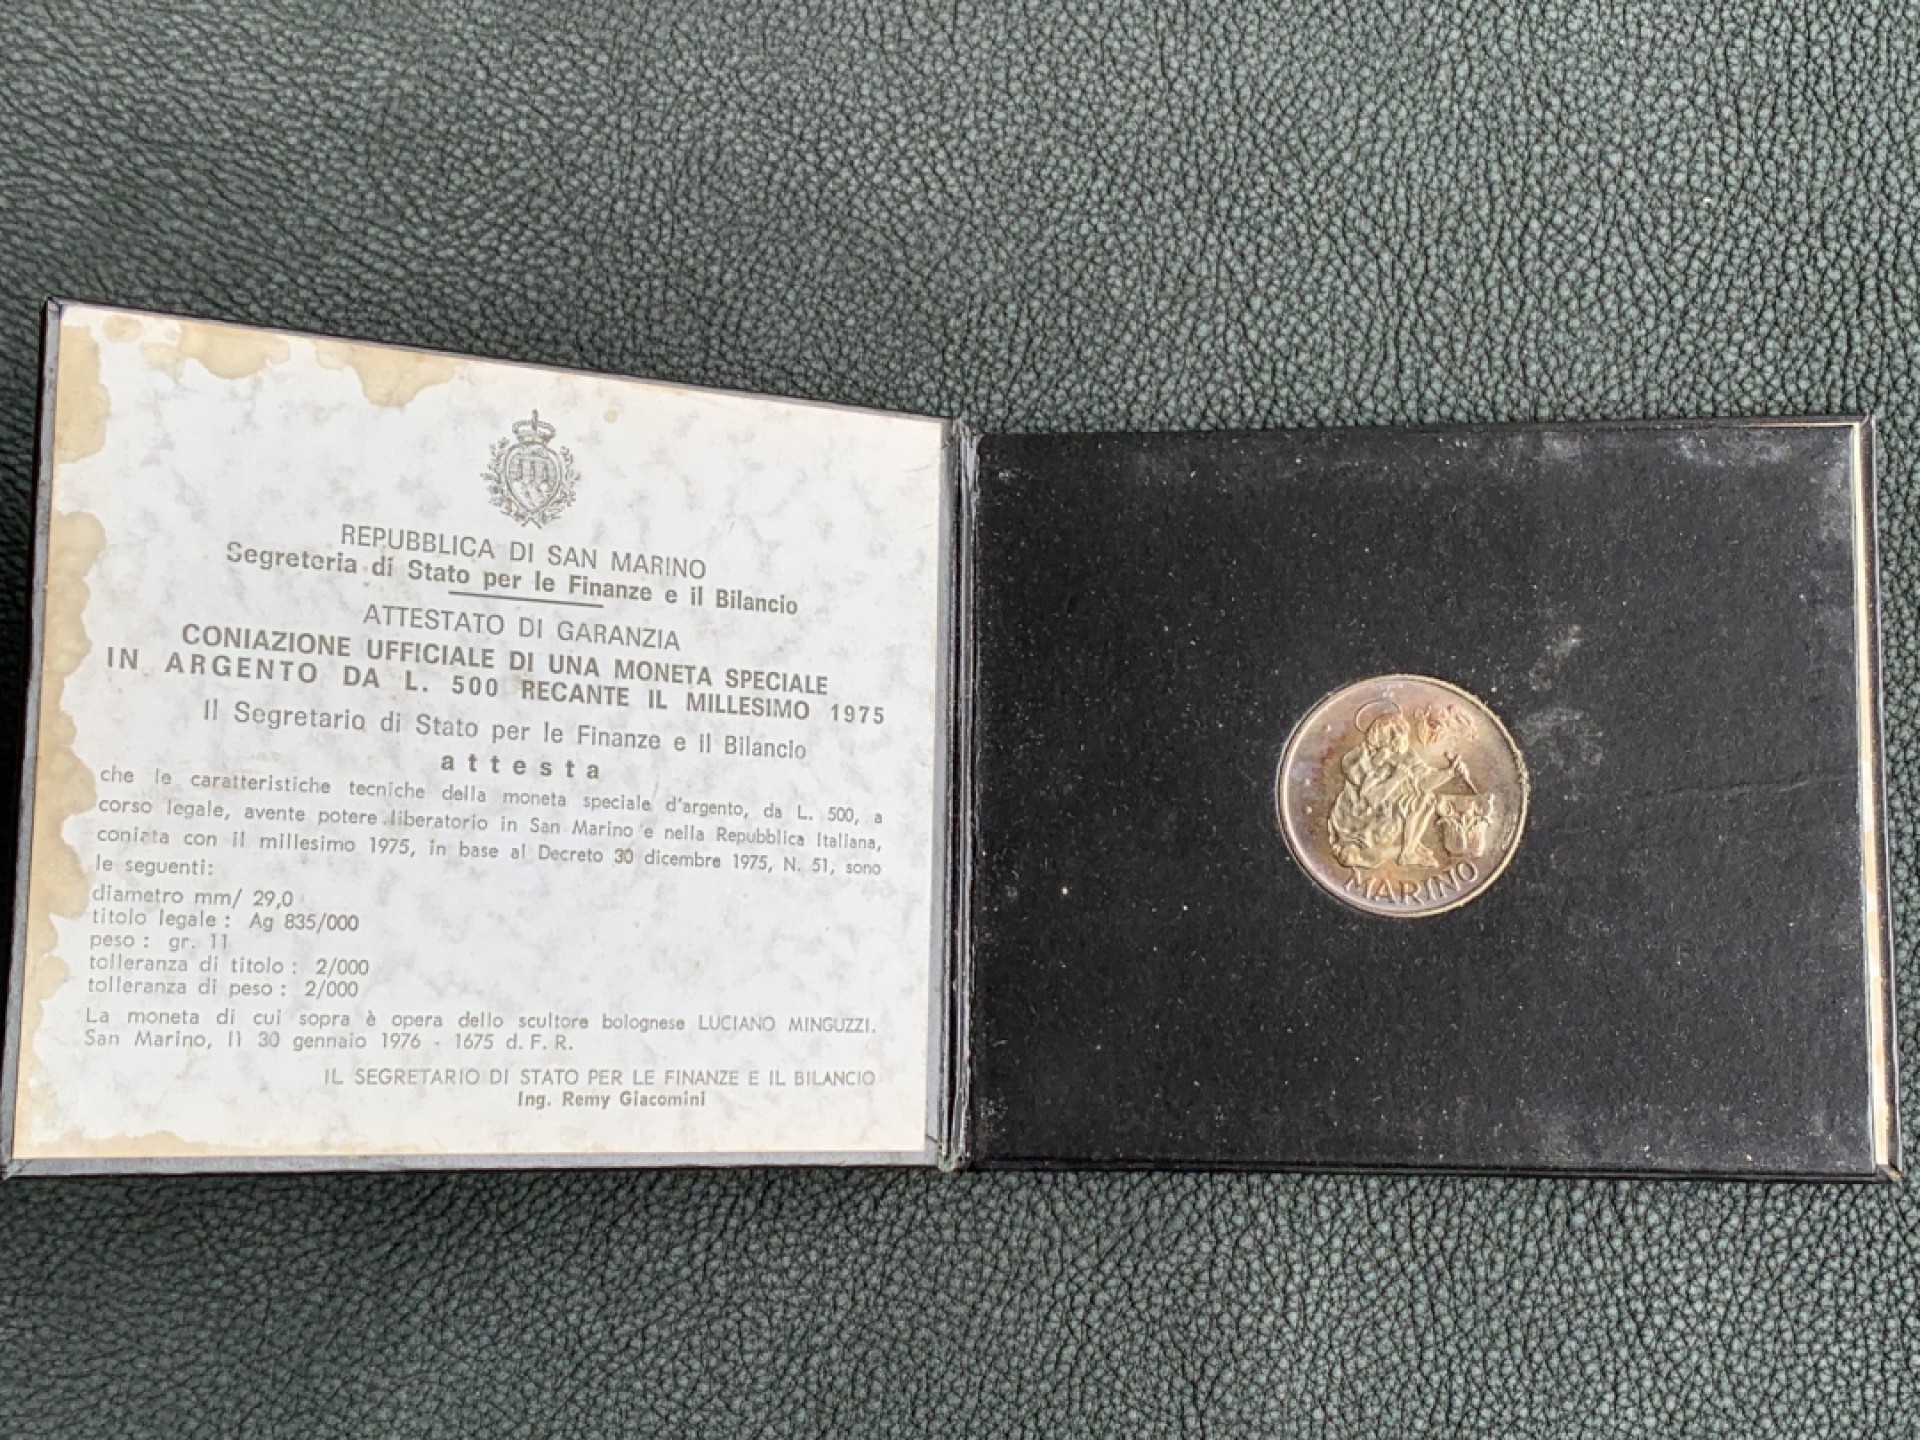 REPUBBLICA DI SAN MARINO
Segreteria di Stato per le Finanze e il Bilancio
ATTESTATO DI GARANZIA
CONIAZIONE UFFICIALE DI UNA MONETA SPECIALE
IN ARGENTO DA L. 500 RECANTE IL MILLESIMO 1975
Il Segretario di Stato per le Finanze e il Bilancio
attesta
che le caratteristiche tecniche della moneta speciale d'argento, da L. 500, a
corso legale, avente potere liberatorio in San Marino e nella Repubblica Italiana,
coniata con il millesimo 1975, in base al Decreto 30 dicembre 1975, N. 51, sono
le seguenti:
diametro mm/ 29,0
titolo legale : Ag 835/000
peso : gr. 11
tolleranza di titolo : 2/000
tolleranza di peso : 2/000
La moneta di cui sopra è opera dello scultore bolognese LUCIANO MINGUZZI.
San Marino, lì 30 gennaio 1976 - 1675 d. F. R.
IL SEGRETARIO DI STATO PER LE FINANZE E IL BILANCIO
Ing. Remy Giacomini
MARINO